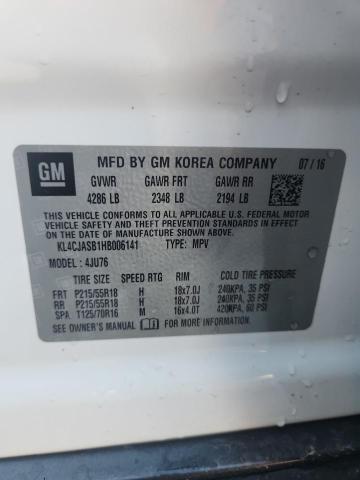 GM
MFD BY GM KOREA COMPANY 07/16
GVWR GAWR FRT GAWR RR
4286 LB 2348 LB 2194 LB
THIS VEHICLE CONFORMS TO ALL APPLICABLE U.S. FEDERAL MOTOR
VEHICLE SAFETY, BUMPER, AND THEFT PREVENTION STANDARDS
IN EFFECT ON THE DATE OF MANUFACTURE SHOWN ABOVE.
KL4CJASB1HB006141 TYPE: MPV
MODEL: 4JU76
TIRE SIZE SPEED RTG RIM COLD TIRE PRESSURE
FRT P215/55R18 H 18x7.0J 240KPA, 35 PSI
RR P215/55R18 H 18x7.0J 240KPA, 35 PSI
SPA T125/70R16 M 16x4.0T 420KPA, 60 PSI
SEE OWNER'S MANUAL FOR MORE INFORMATION.